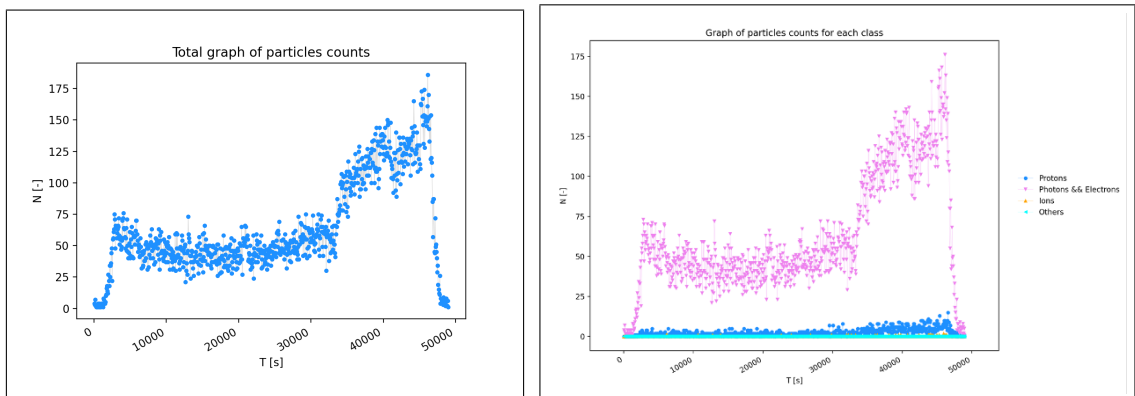 Total graph of particles counts
175
150
125
100
75
50
25
0
N [-]
0
10000
20000
30000
40000
50000
T [s]
Graph of particles counts for each class
175
150
125
100
75
50
25
0
N [-]
0
10000
20000
30000
40000
50000
T [s]
Protons
Photons && Electrons
Ions
Others